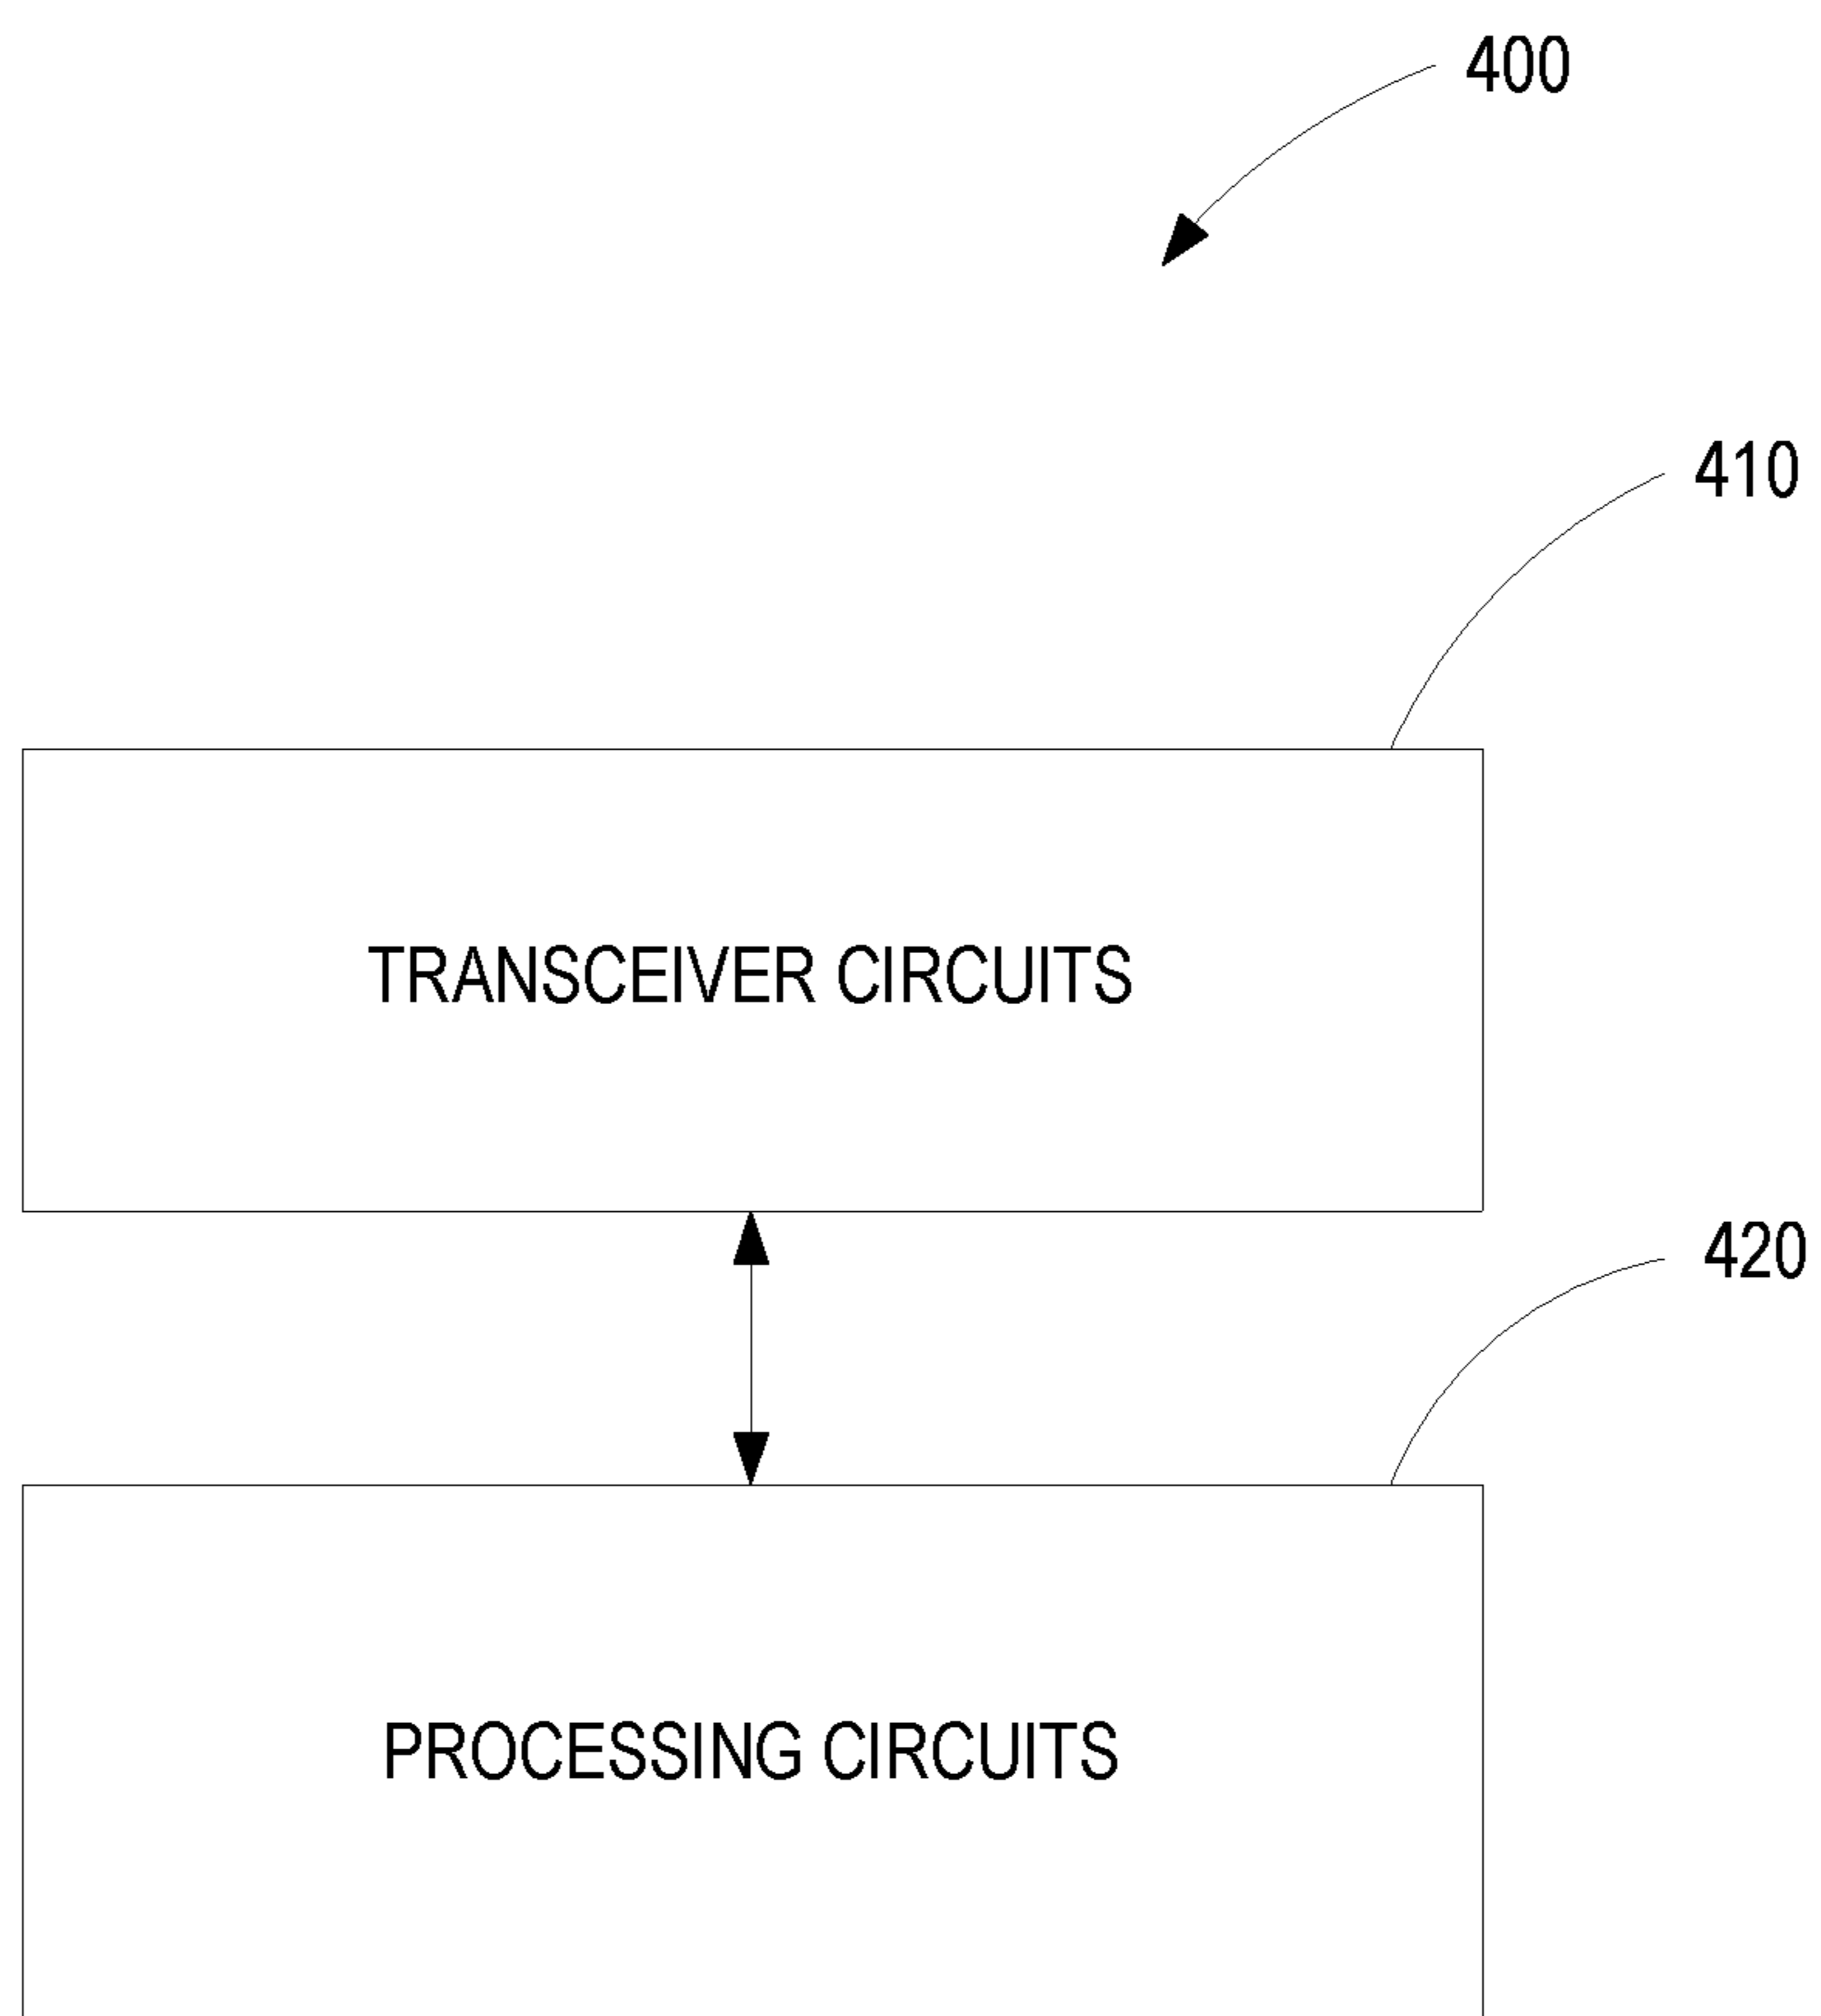 400
410
TRANSCEIVER CIRCUITS
420
PROCESSING CIRCUITS